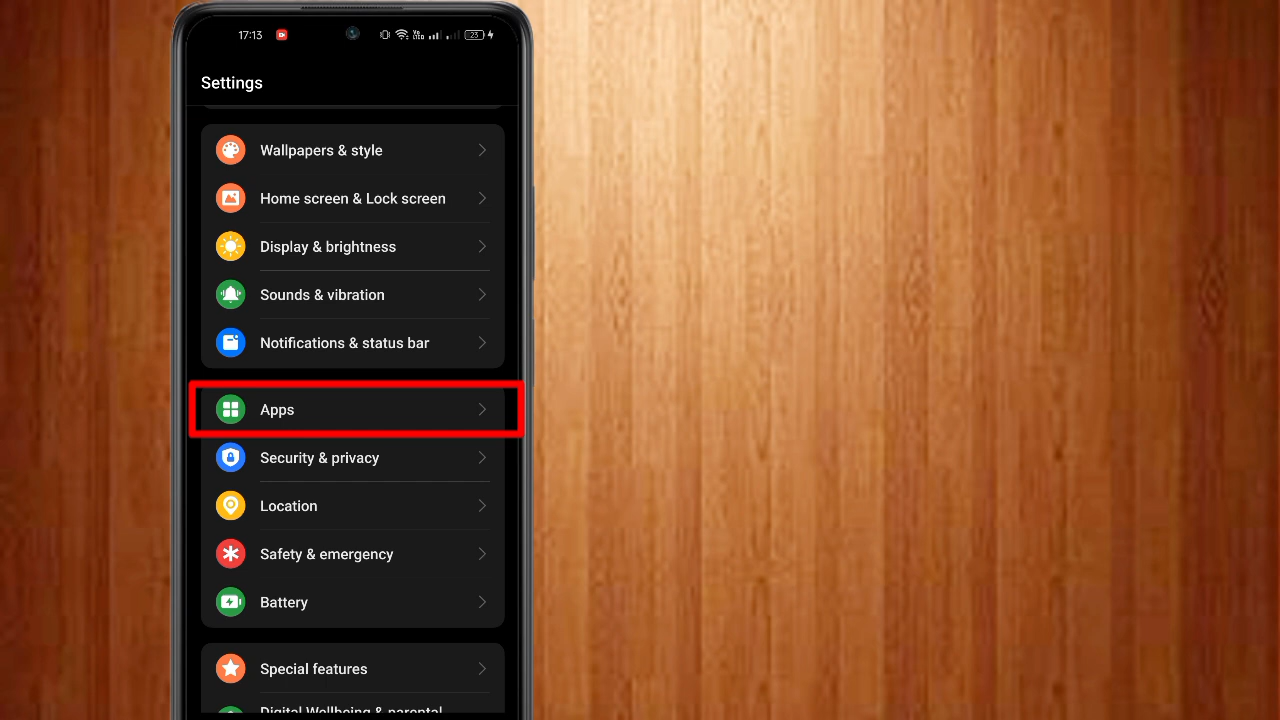 17:13
23
Settings
Wallpapers & style
Home screen & Lock screen
Display & brightness
Sounds & vibration
Notifications & status bar
Apps
Security & privacy
Location
Safety & emergency
Battery
Special features
Digital Wellbeing & parental